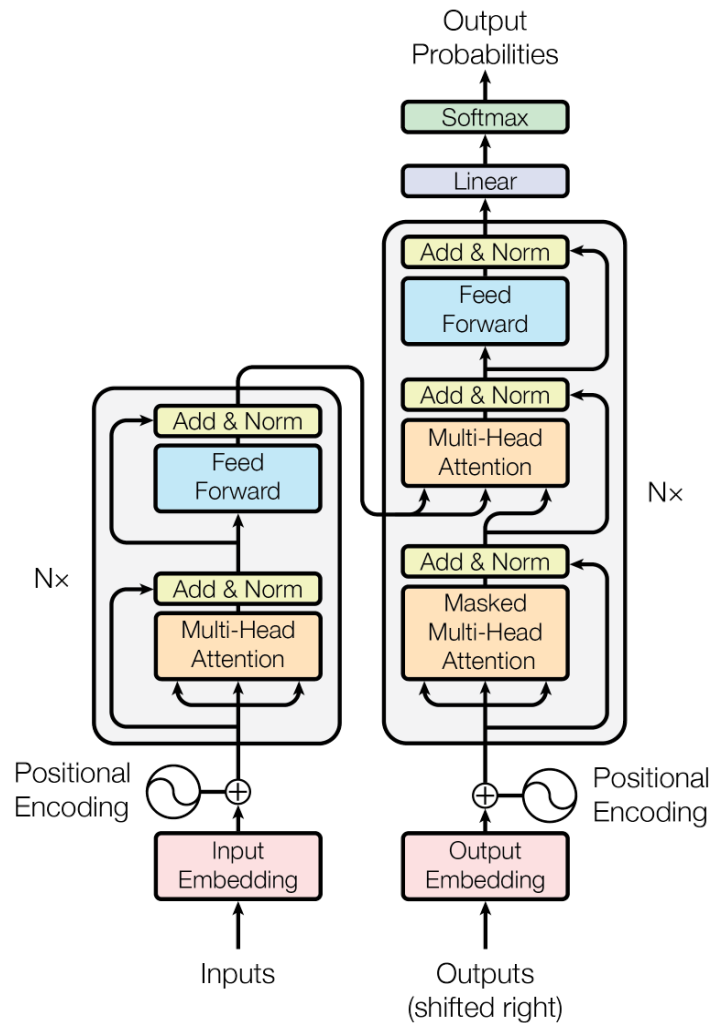 Output
Probabilities
Softmax
Linear
Add & Norm
Feed
Forward
Add & Norm
Multi-Head
Attention
Add & Norm
Masked
Multi-Head
Attention
N×
Add & Norm
Feed
Forward
Add & Norm
Multi-Head
Attention
N×
Positional
Encoding
Positional
Encoding
Input
Embedding
Output
Embedding
Inputs
Outputs
(shifted right)